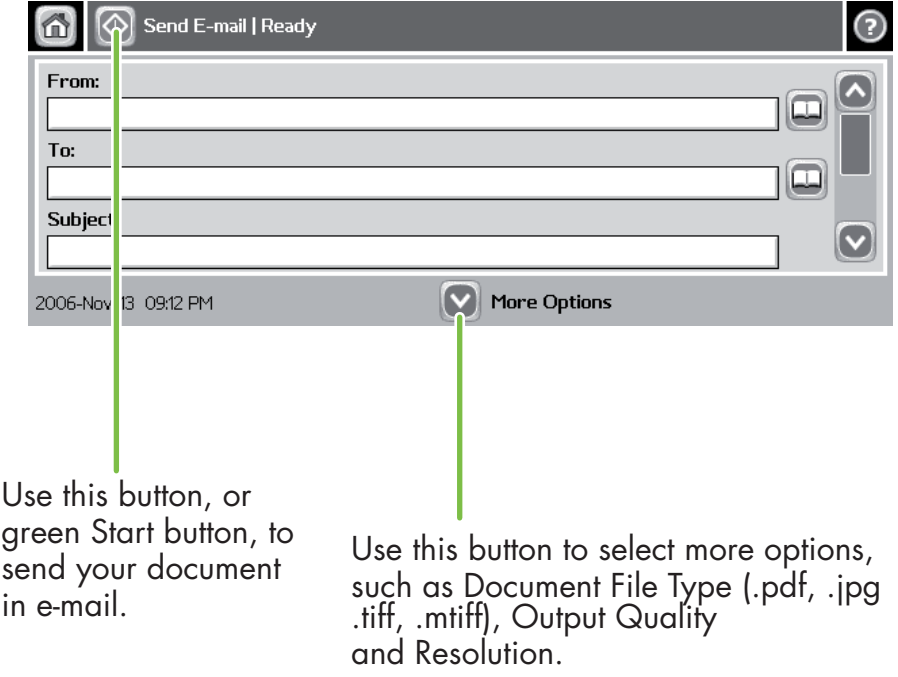 Send E-mail | Ready
?
From:
To:
Subject
2006-Nov 13 09:12 PM
More Options
Use this button, or
green Start button, to
send your document
in e-mail.
Use this button to select more options,
such as Document File Type (.pdf, .jpg
.tiff, .mtiff), Output Quality
and Resolution.